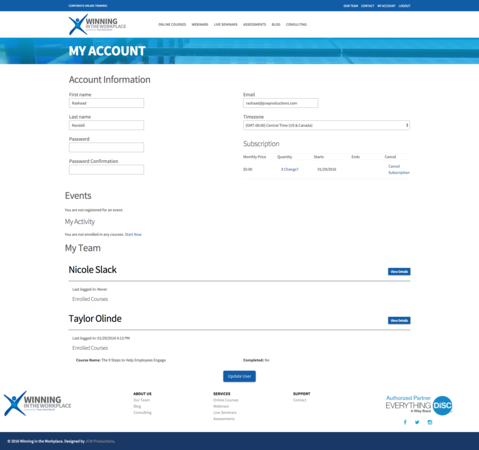 CORPORATE ONLINE TRAINING
OUR TEAM CONTACT MY ACCOUNT LOGOUT
WINNING
IN THE WORKPLACE
ONLINE COURSES WEBINARS LIVE SEMINARS ASSESSMENTS BLOG CONSULTING
MY ACCOUNT
Account Information
First name
Rashaad
Last name
Randall
Password
Password Confirmation
Email
Timezone
(GMT-06:00) Central Time (US & Canada)
Subscription
Monthly Price Quantity Starts Ends Cancel
$0.00 3 Change? 01/29/2016 Cancel
Subscription
Events
You are not registered for an event
My Activity
You are not enrolled in any courses. Start Now
My Team
Nicole Slack
View Details
Last logged in: Never
Enrolled Courses
Taylor Olinde
View Details
Last logged in: 01/29/2016 4:23 PM
Enrolled Courses
Course Name: The 9 Steps to Help Employees Engage Completed: No
Update User
WINNING
IN THE WORKPLACE
ABOUT US
Our Team
Blog
Consulting
SERVICES
Online Courses
Webinars
Live Seminars
Assessments
SUPPORT
Contact
Authorized Partner
EVERYTHING DiSC
A Wiley Brand
© 2016 Winning in the Workplace. Designed by JCW Productions.